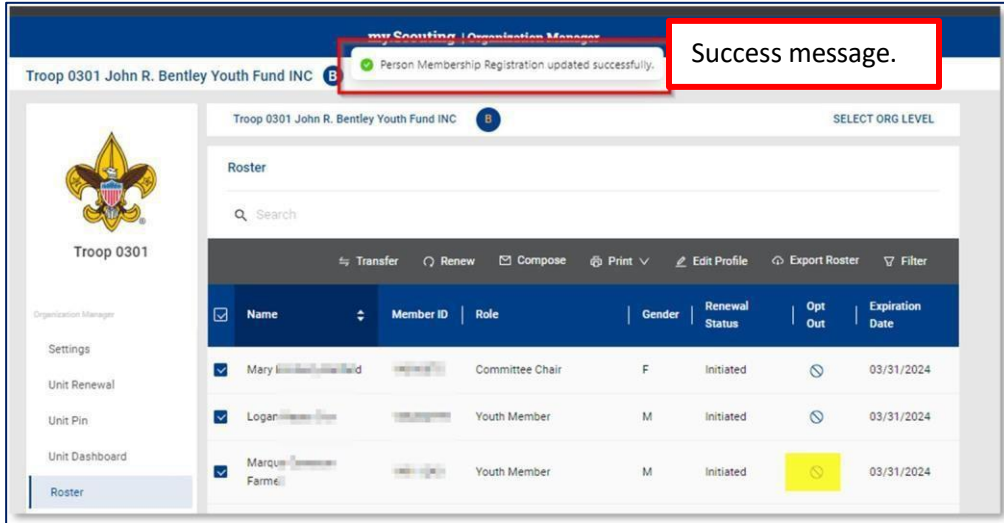 my.Scouting | Organization Manager
Success message.
Person Membership Registration updated successfully.
Troop 0301 John R. Bentley Youth Fund INC B
Troop 0301 John R. Bentley Youth Fund INC B SELECT ORG LEVEL
Troop 0301
Roster
Search
Transfer Renew Compose Print Edit Profile Export Roster Filter
Name Member ID Role Gender Renewal Status Opt Out Expiration Date
Mary Committee Chair F Initiated 03/31/2024
Logan Youth Member M Initiated 03/31/2024
Youth Member M Initiated 03/31/2024
Organization Manager
Settings
Unit Renewal
Unit Pin
Unit Dashboard
Roster